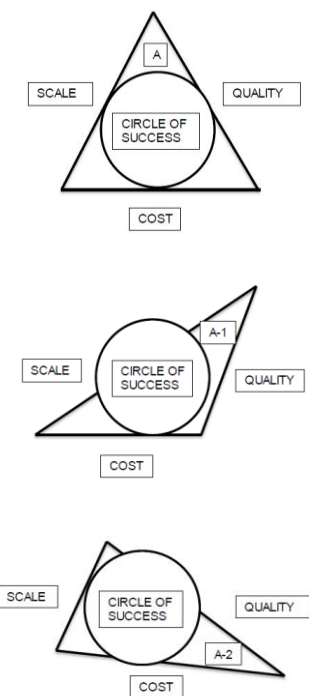 A
SCALE
QUALITY
CIRCLE OF
SUCCESS
COST
A-1
SCALE
CIRCLE OF
SUCCESS
QUALITY
COST
CIRCLE OF
SUCCESS
SCALE
QUALITY
A-2
COST